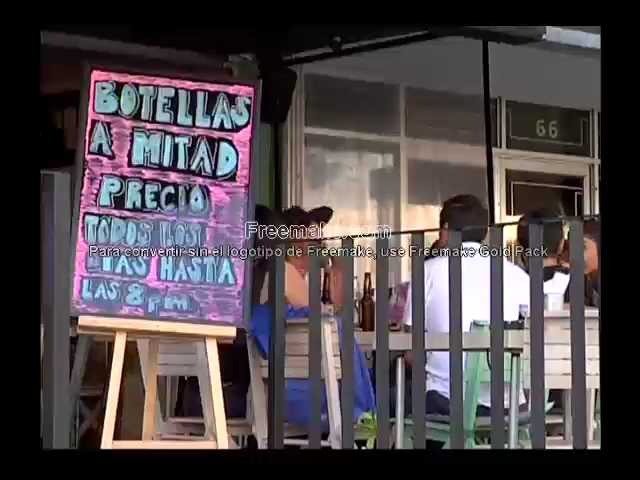 BOTELLAS
A MITAD
PRECIO
TODOS LOS
DIAS HASTA
LAS 8pm.
66
Freemake.com
Para convertir sin el logotipo de Freemake, use Freemake Gold Pack